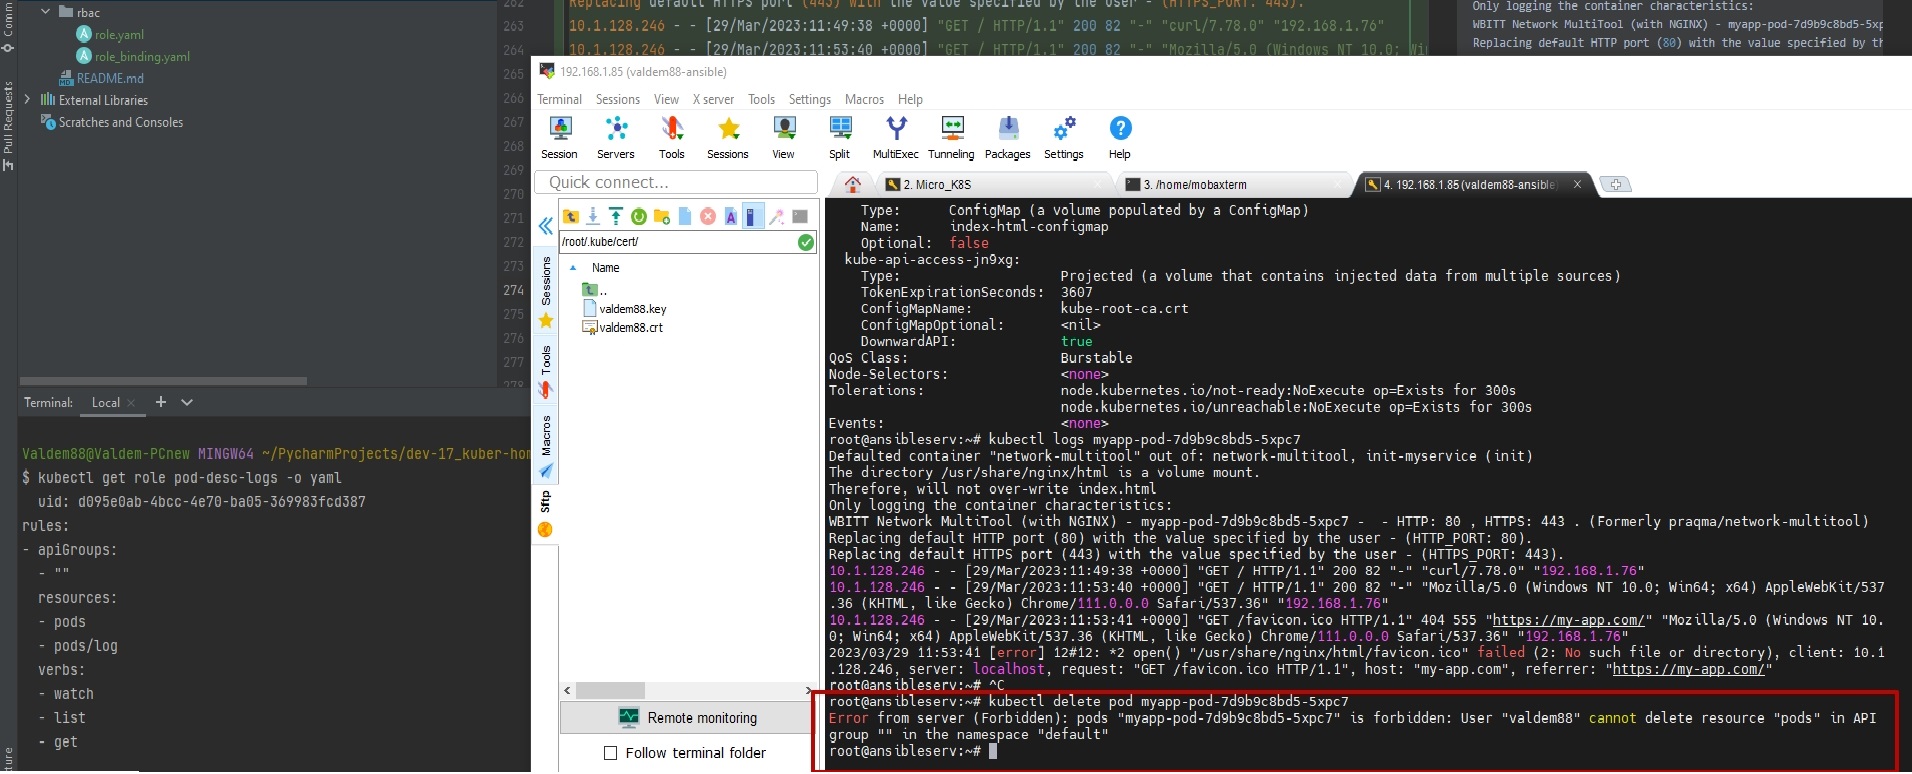 rbac
role.yaml
role_binding.yaml
README.md
External Libraries
Scratches and Consoles
Comm
Pull Requests
262
263
264
265
266
267
268
269
270
271
272
273
274
275
276
277
278
Replacing default HTTPS port (443) with the value specified by the user - (HTTPS_PORT: 443).
10.1.128.246 - - [29/Mar/2023:11:49:38 +0000] "GET / HTTP/1.1" 200 82 "-" "curl/7.78.0" "192.168.1.76"
10.1.128.246 - - [29/Mar/2023:11:53:40 +0000] "GET / HTTP/1.1" 200 82 "-" "Mozilla/5.0 (Windows NT 10.0; Wi
Only logging the container characteristics:
WBITT Network MultiTool (with NGINX) - myapp-pod-7d9b9c8bd5-5xp
Replacing default HTTP port (80) with the value specified by th
Terminal: Local × + 
Valdem88@Valdem-PCnew MINGW64 ~/PycharmProjects/dev-17_kuber-hom
$ kubectl get role pod-desc-logs -o yaml
uid: d095e0ab-4bcc-4e70-ba05-369983fcd387
rules:
- apiGroups:
- ""
resources:
- pods
- pods/log
verbs:
- watch
- list
- get
ture
192.168.1.85 (valdem88-ansible)
Terminal Sessions View X server Tools Settings Macros Help
Session Servers Tools Sessions View Split MultiExec Tunneling Packages Settings Help
Quick connect...
2. Micro_K8S
3. /home/mobaxterm
4. 192.168.1.85 (valdem88-ansible)
/root/.kube/cert/
Name
..
valdem88.key
valdem88.crt
Sessions
Tools
Macros
Sftp
Remote monitoring
Follow terminal folder
Type: ConfigMap (a volume populated by a ConfigMap)
Name: index-html-configmap
Optional: false
kube-api-access-jn9xg:
Type: Projected (a volume that contains injected data from multiple sources)
TokenExpirationSeconds: 3607
ConfigMapName: kube-root-ca.crt
ConfigMapOptional: <nil>
DownwardAPI: true
QoS Class: Burstable
Node-Selectors: <none>
Tolerations: node.kubernetes.io/not-ready:NoExecute op=Exists for 300s
node.kubernetes.io/unreachable:NoExecute op=Exists for 300s
Events: <none>
root@ansibleserv:~# kubectl logs myapp-pod-7d9b9c8bd5-5xpc7
Defaulted container "network-multitool" out of: network-multitool, init-myservice (init)
The directory /usr/share/nginx/html is a volume mount.
Therefore, will not over-write index.html
Only logging the container characteristics:
WBITT Network MultiTool (with NGINX) - myapp-pod-7d9b9c8bd5-5xpc7 - - HTTP: 80 , HTTPS: 443 . (Formerly praqma/network-multitool)
Replacing default HTTP port (80) with the value specified by the user - (HTTP_PORT: 80).
Replacing default HTTPS port (443) with the value specified by the user - (HTTPS_PORT: 443).
10.1.128.246 - - [29/Mar/2023:11:49:38 +0000] "GET / HTTP/1.1" 200 82 "-" "curl/7.78.0" "192.168.1.76"
10.1.128.246 - - [29/Mar/2023:11:53:40 +0000] "GET / HTTP/1.1" 200 82 "-" "Mozilla/5.0 (Windows NT 10.0; Win64; x64) AppleWebKit/537
.36 (KHTML, like Gecko) Chrome/111.0.0.0 Safari/537.36" "192.168.1.76"
10.1.128.246 - - [29/Mar/2023:11:53:41 +0000] "GET /favicon.ico HTTP/1.1" 404 555 "https://my-app.com/" "Mozilla/5.0 (Windows NT 10.
0; Win64; x64) AppleWebKit/537.36 (KHTML, like Gecko) Chrome/111.0.0.0 Safari/537.36" "192.168.1.76"
2023/03/29 11:53:41 [error] 12#12: *2 open() "/usr/share/nginx/html/favicon.ico" failed (2: No such file or directory), client: 10.1
.128.246, server: localhost, request: "GET /favicon.ico HTTP/1.1", host: "my-app.com", referrer: "https://my-app.com/"
root@ansibleserv:~# ^C
root@ansibleserv:~# kubectl delete pod myapp-pod-7d9b9c8bd5-5xpc7
Error from server (Forbidden): pods "myapp-pod-7d9b9c8bd5-5xpc7" is forbidden: User "valdem88" cannot delete resource "pods" in API
group "" in the namespace "default"
root@ansibleserv:~#